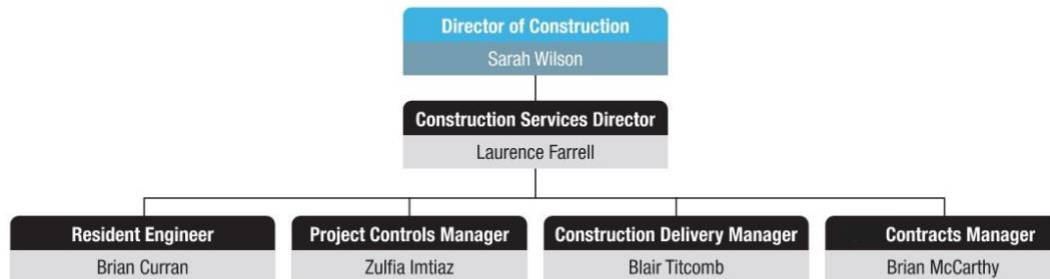 Director of Construction
Sarah Wilson
Construction Services Director
Laurence Farrell
Resident Engineer
Brian Curran
Project Controls Manager
Zulfia Imtiaz
Construction Delivery Manager
Blair Titcomb
Contracts Manager
Brian McCarthy